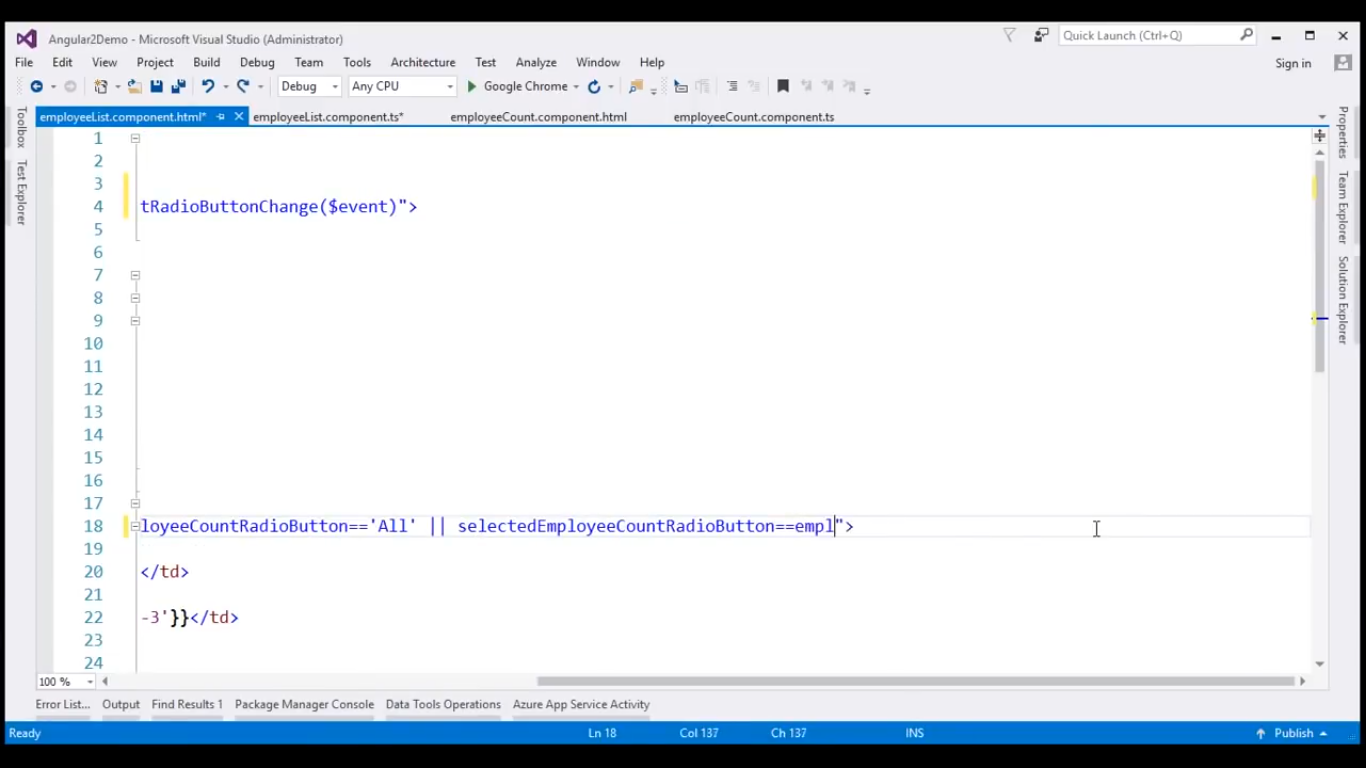 Angular2Demo - Microsoft Visual Studio (Administrator)
Quick Launch (Ctrl+Q)
File Edit View Project Build Debug Team Tools Architecture Test Analyze Window Help
Sign in
Debug Any CPU Google Chrome
employeeList.component.html* employeeList.component.ts* employeeCount.component.html employeeCount.component.ts
Toolbox
Test Explorer
1
2
3
4 tRadioButtonChange($event)">
5
6
7
8
9
10
11
12
13
14
15
16
17
18 loyeeCountRadioButton=='All' || selectedEmployeeCountRadioButton==empl">
19
20 </td>
21
22 -3'}}</td>
23
24
Properties
Team Explorer
Solution Explorer
100 %
Error List... Output Find Results 1 Package Manager Console Data Tools Operations Azure App Service Activity
Ready Ln 18 Col 137 Ch 137 INS Publish